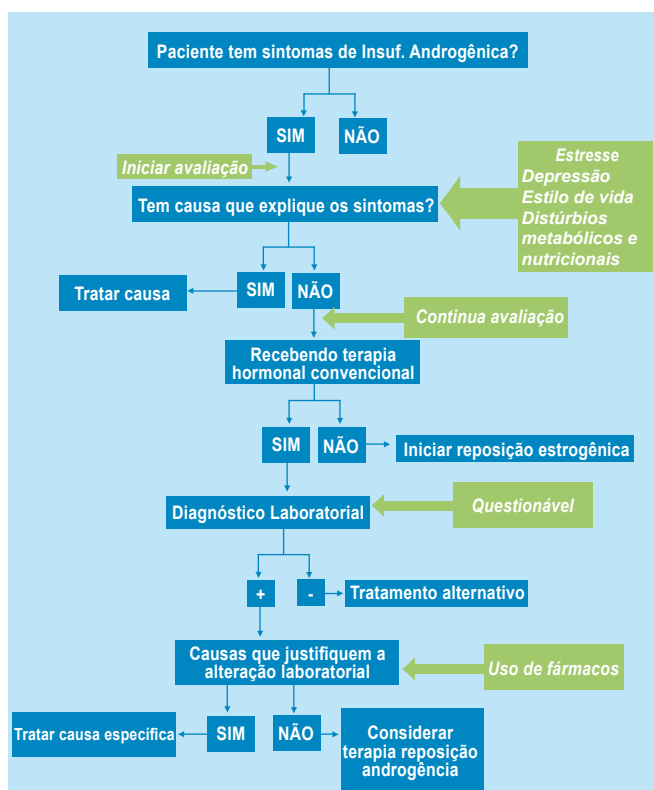 Paciente tem sintomas de Insuf. Androgênica?
SIM
NÃO
Iniciar avaliação
Estresse
Depressão
Estilo de vida
Distúrbios
metabólicos e
nutricionais
Tem causa que explique os sintomas?
Tratar causa
SIM
NÃO
Continua avaliação
Recebendo terapia
hormonal convencional
SIM
NÃO
Iniciar reposição estrogênica
Diagnóstico Laboratorial
Questionável
+
-
Tratamento alternativo
Causas que justifiquem a
alteração laboratorial
Uso de fármacos
Tratar causa específica
SIM
NÃO
Considerar
terapia reposição
androgência